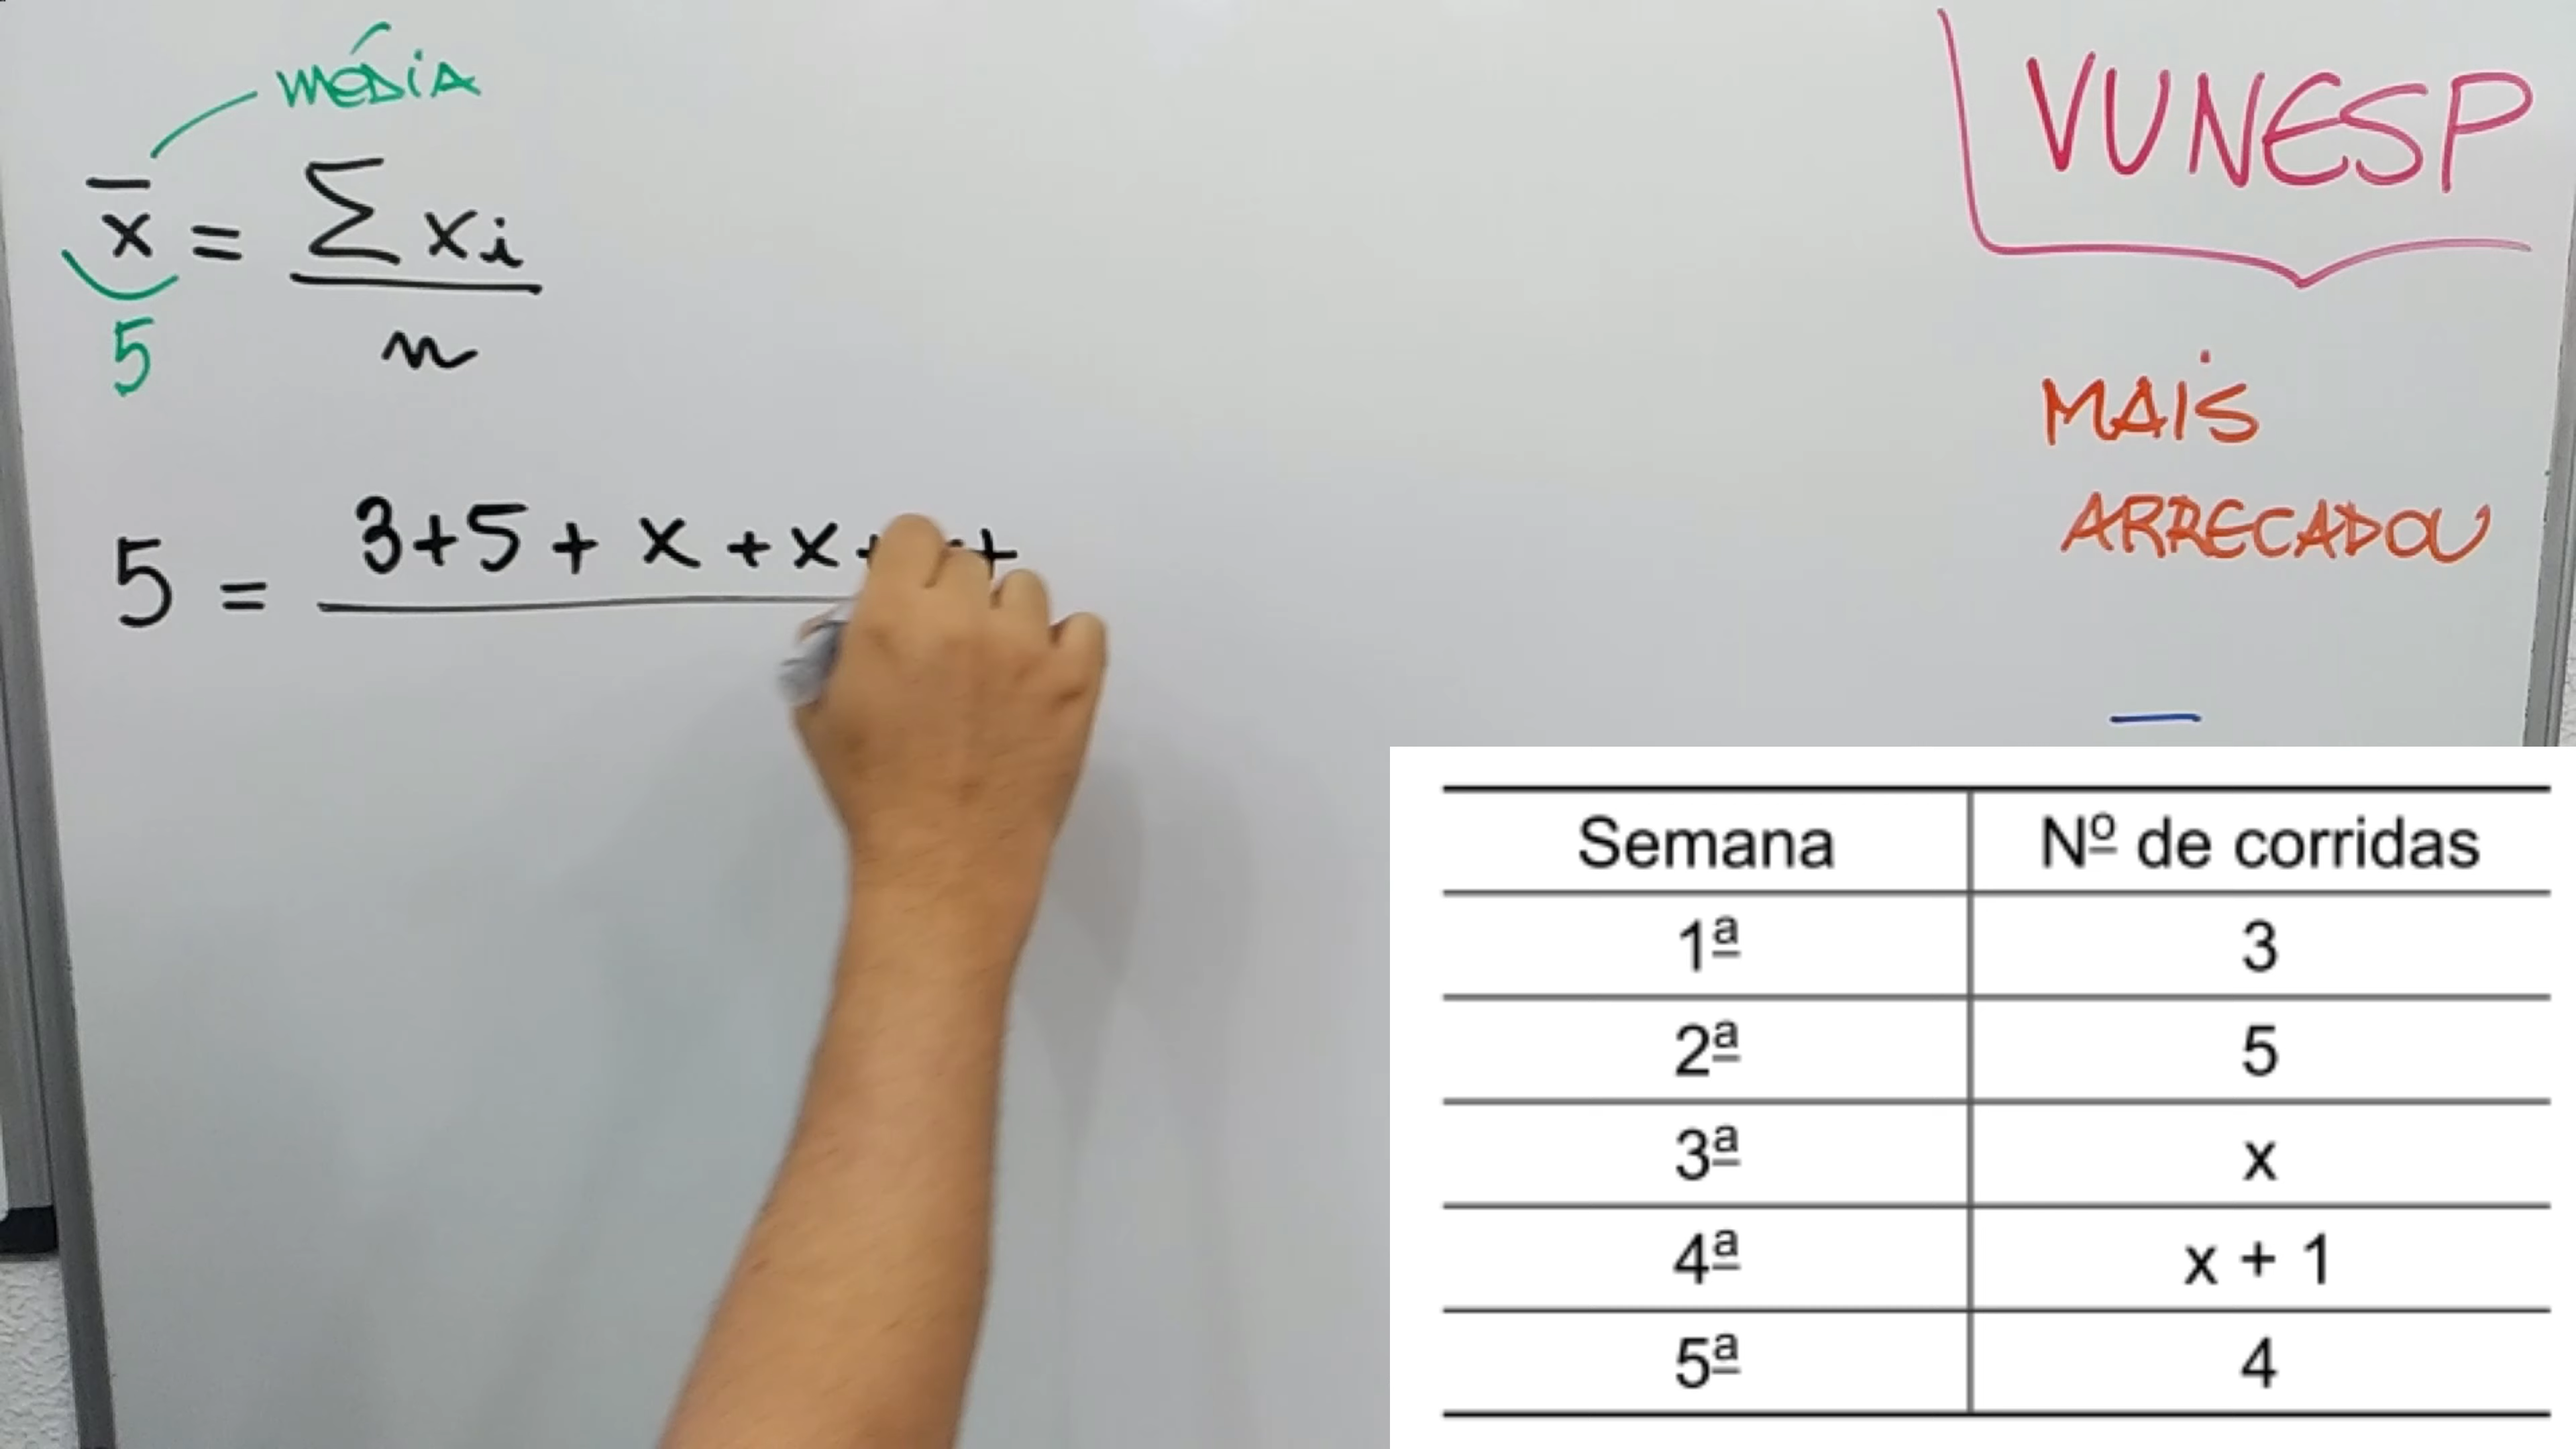 média
x̄ = Σxi
n
5
5 = 3+5+x+x+
VUNESP
MAIS
ARRECADOU
Semana Nº de corridas
1ª 3
2ª 5
3ª x
4ª x + 1
5ª 4